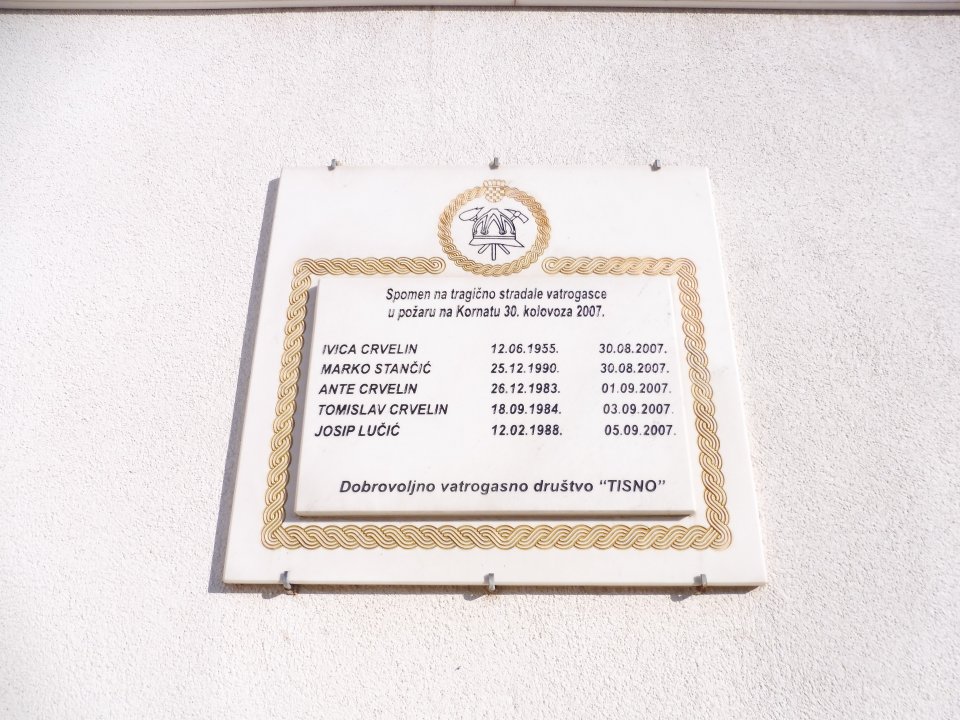 Spomen na tragično stradale vatrogasce
u požaru na Kornatu 30. kolovoza 2007.
IVICA CRVELIN 12.06.1955. 30.08.2007.
MARKO STANČIĆ 25.12.1990. 30.08.2007.
ANTE CRVELIN 26.12.1983. 01.09.2007.
TOMISLAV CRVELIN 18.09.1984. 03.09.2007.
JOSIP LUČIĆ 12.02.1988. 05.09.2007.
Dobrovoljno vatrogasno društvo “TISNO”